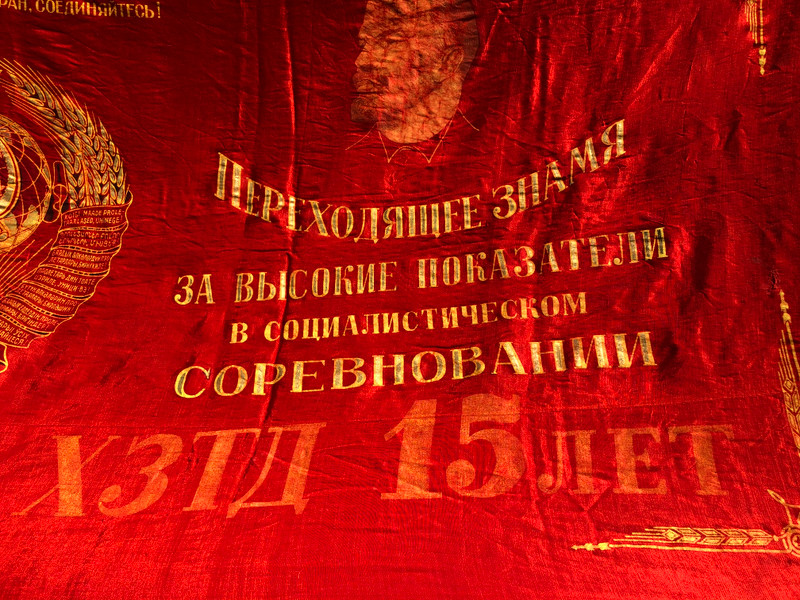 РАН, СОЕДИНЯЙТЕСЬ!
ПЕРЕХОДЯЩЕЕ ЗНАМЯ
ЗА ВЫСОКИЕ ПОКАЗАТЕЛИ
В СОЦИАЛИСТИЧЕСКОМ
СОРЕВНОВАНИИ
ХЗТД 15 ЛЕТ